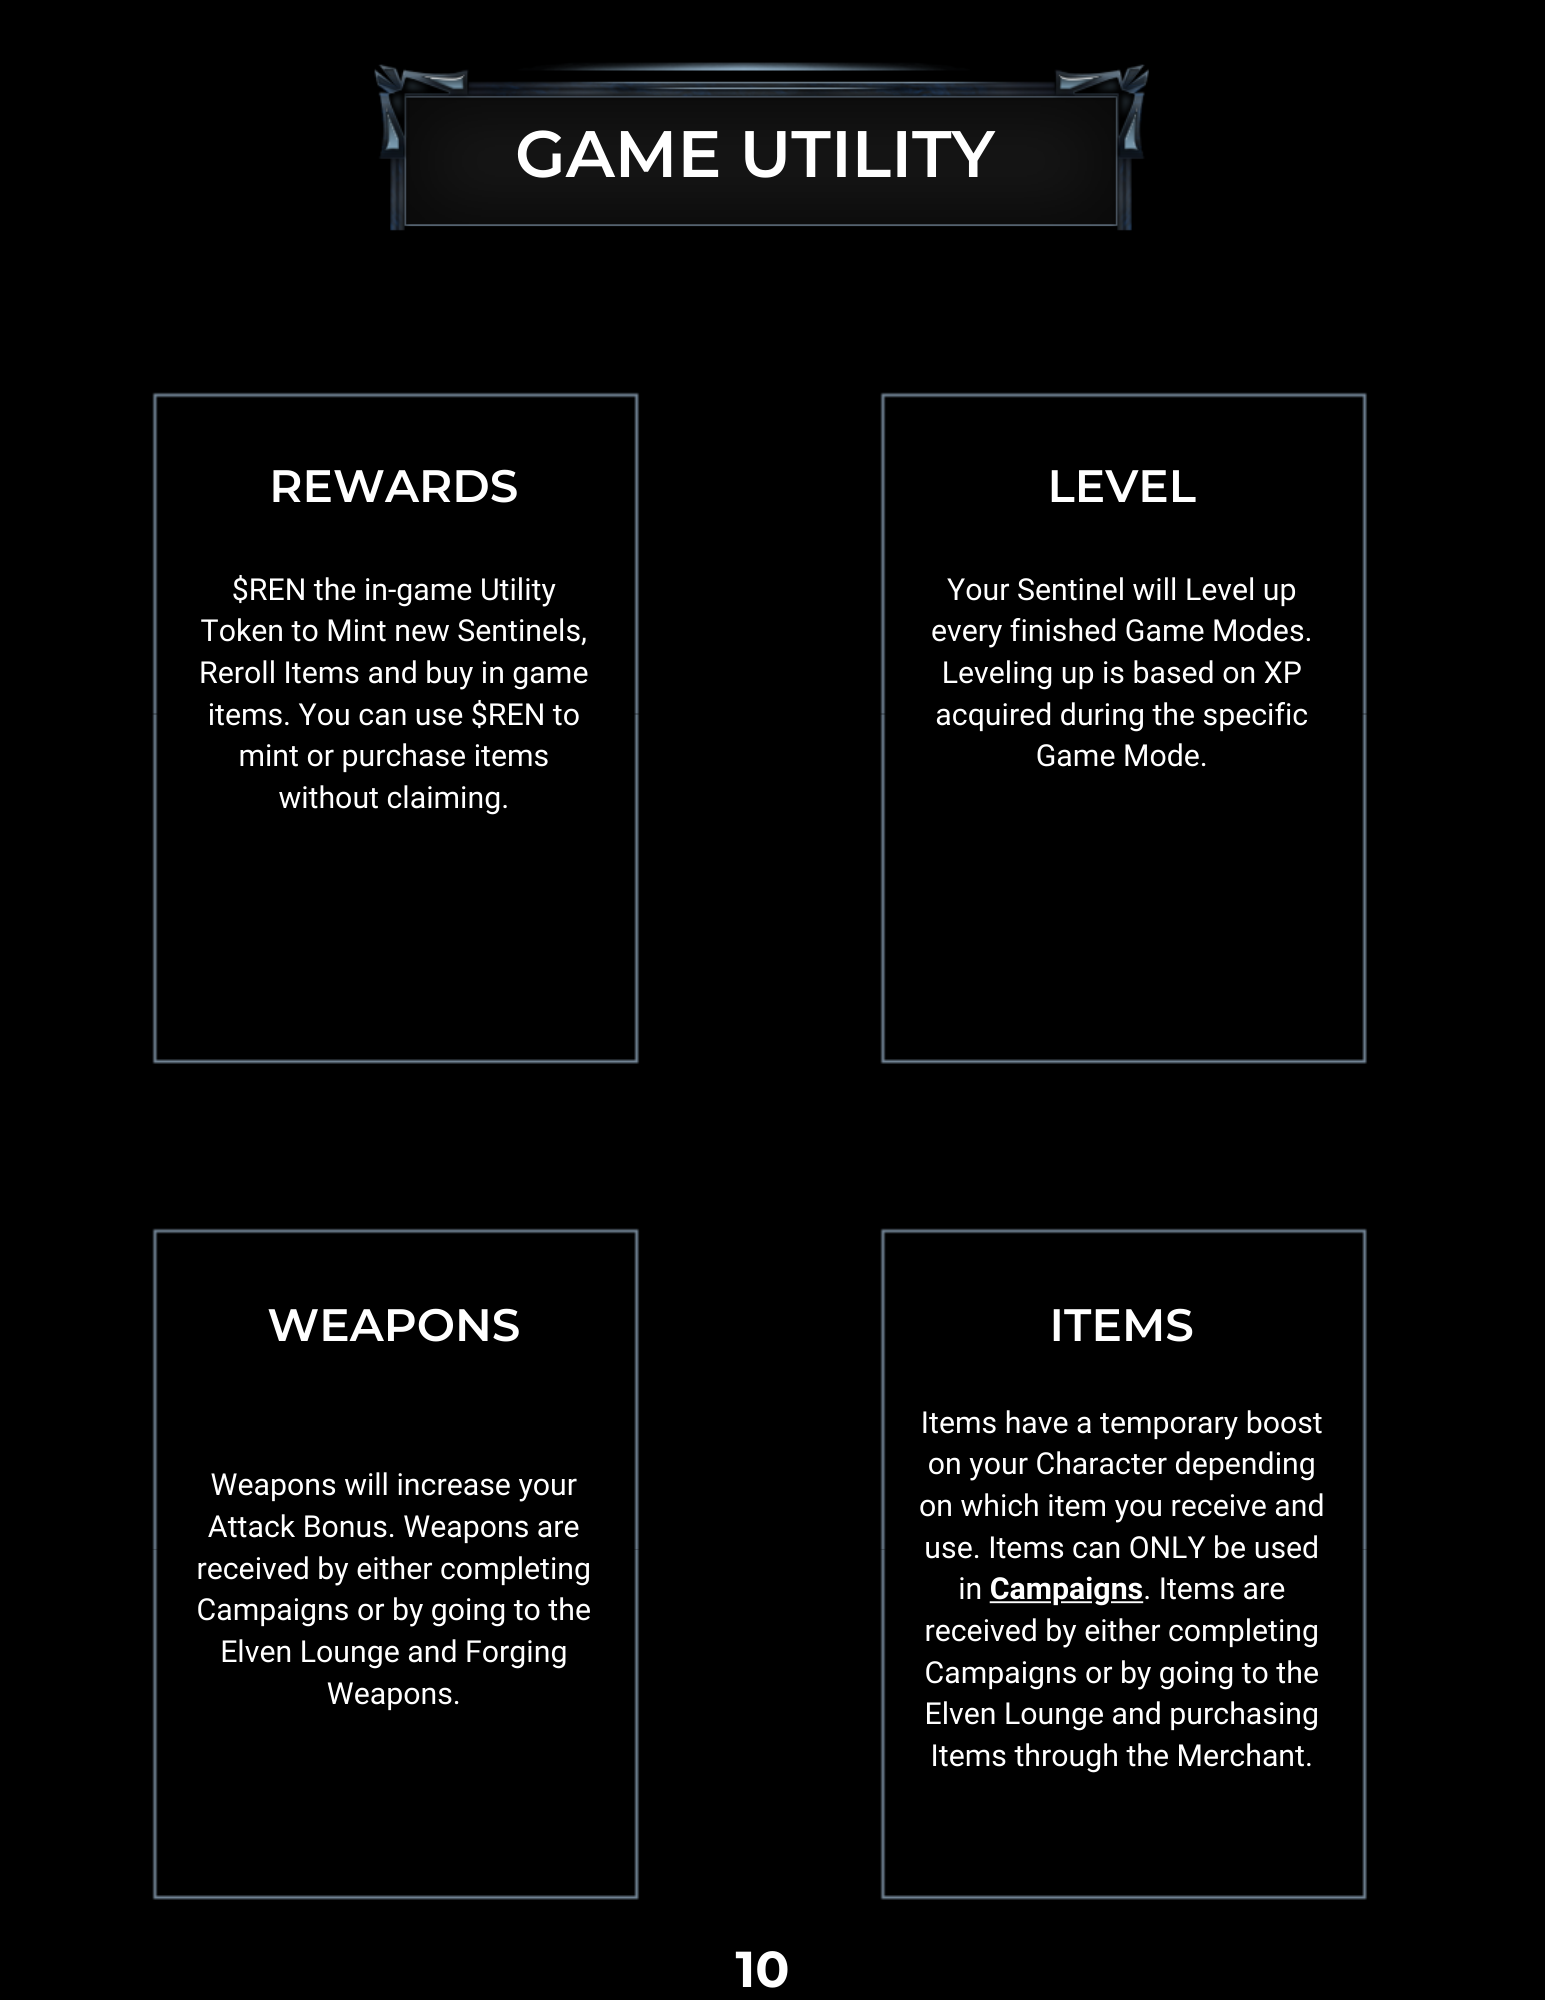 GAME UTILITY
REWARDS
$REN the in-game Utility
Token to Mint new Sentinels,
Reroll Items and buy in game
items. You can use $REN to
mint or purchase items
without claiming.
LEVEL
Your Sentinel will Level up
every finished Game Modes.
Leveling up is based on XP
acquired during the specific
Game Mode.
WEAPONS
Weapons will increase your
Attack Bonus. Weapons are
received by either completing
Campaigns or by going to the
Elven Lounge and Forging
Weapons.
ITEMS
Items have a temporary boost
on your Character depending
on which item you receive and
use. Items can ONLY be used
in Campaigns. Items are
received by either completing
Campaigns or by going to the
Elven Lounge and purchasing
Items through the Merchant.
10